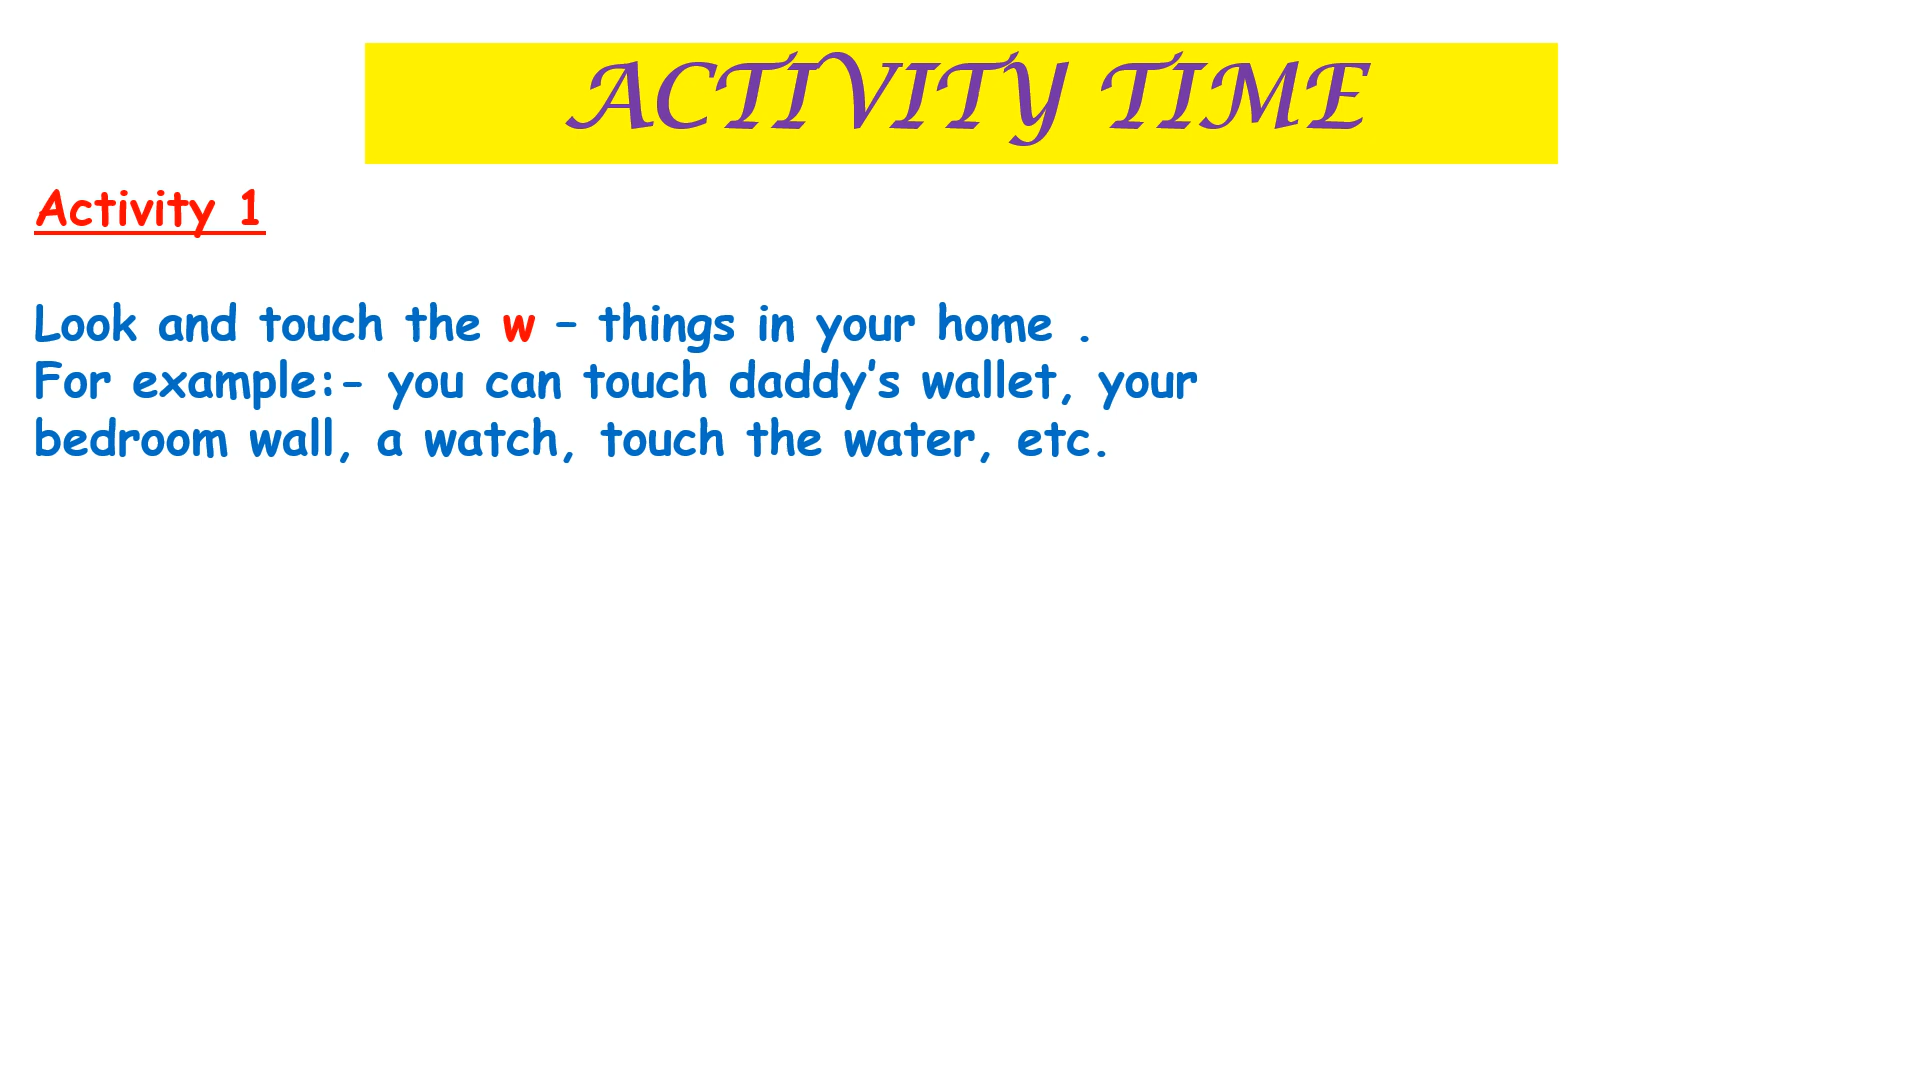 ACTIVITY TIME
Activity 1
Look and touch the w – things in your home .
For example:- you can touch daddy's wallet, your
bedroom wall, a watch, touch the water, etc.